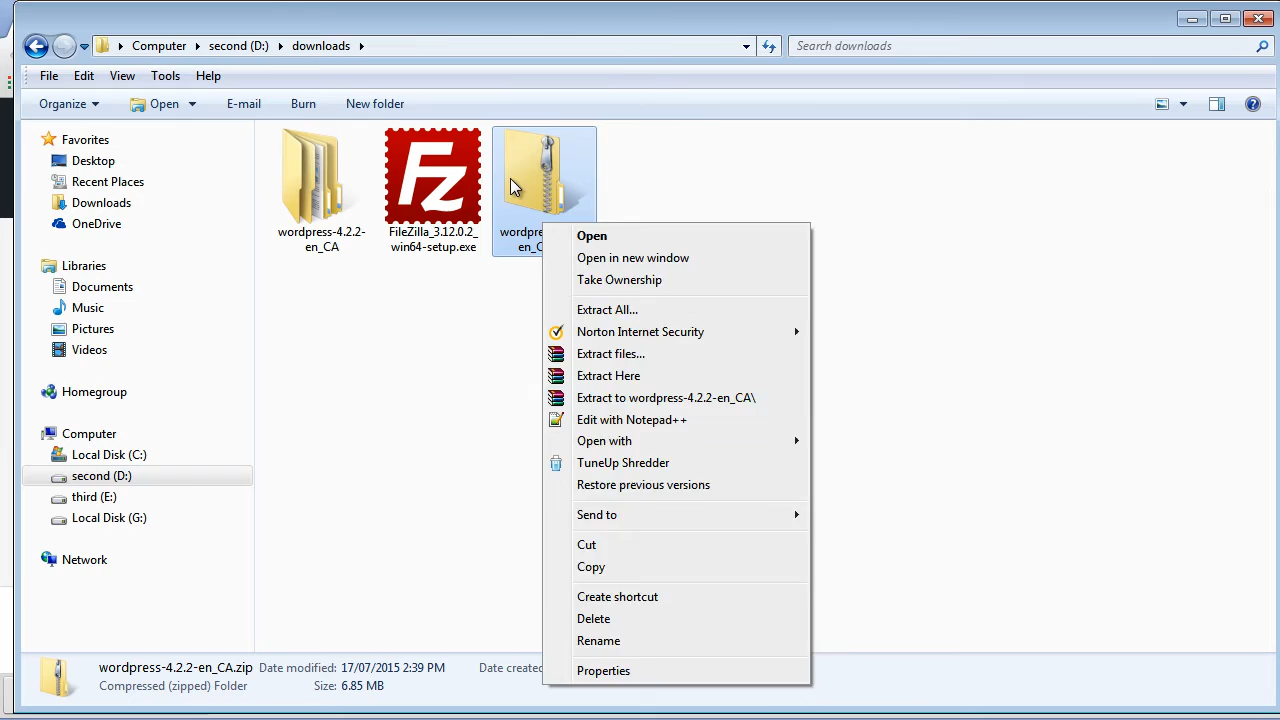 Computer second (D:) downloads
Search downloads
File Edit View Tools Help
Organize Open E-mail Burn New folder
Favorites
Desktop
Recent Places
Downloads
OneDrive
Libraries
Documents
Music
Pictures
Videos
Homegroup
Computer
Local Disk (C:)
second (D:)
third (E:)
Local Disk (G:)
Network
wordpress-4.2.2-
en_CA
Fz
FileZilla_3.12.0.2_
win64-setup.exe
Open
Open in new window
Take Ownership
Extract All...
Norton Internet Security
Extract files...
Extract Here
Extract to wordpress-4.2.2-en_CA\
Edit with Notepad++
Open with
TuneUp Shredder
Restore previous versions
Send to
Cut
Copy
Create shortcut
Delete
Rename
Properties
wordpress-4.2.2-en_CA.zip Date modified: 17/07/2015 2:39 PM Date created
Compressed (zipped) Folder Size: 6.85 MB